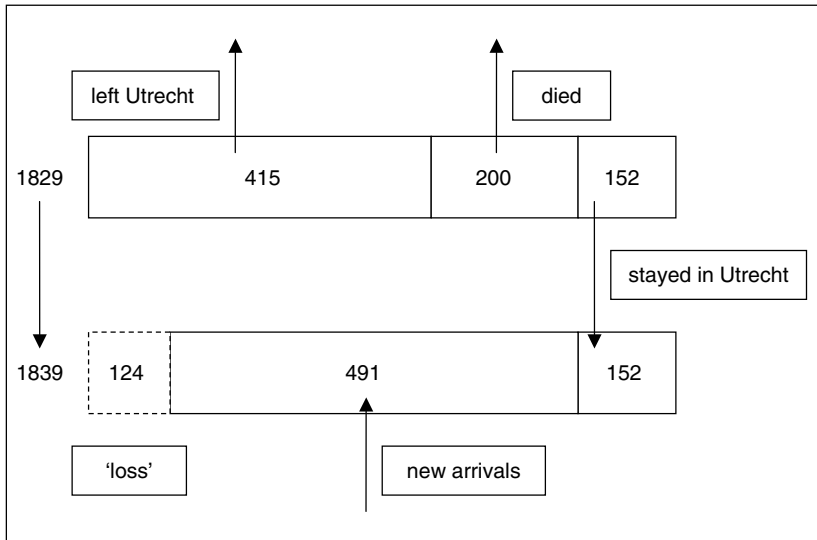 left Utrecht
died
1829
415
200
152
stayed in Utrecht
1839
124
491
152
‘loss’
new arrivals